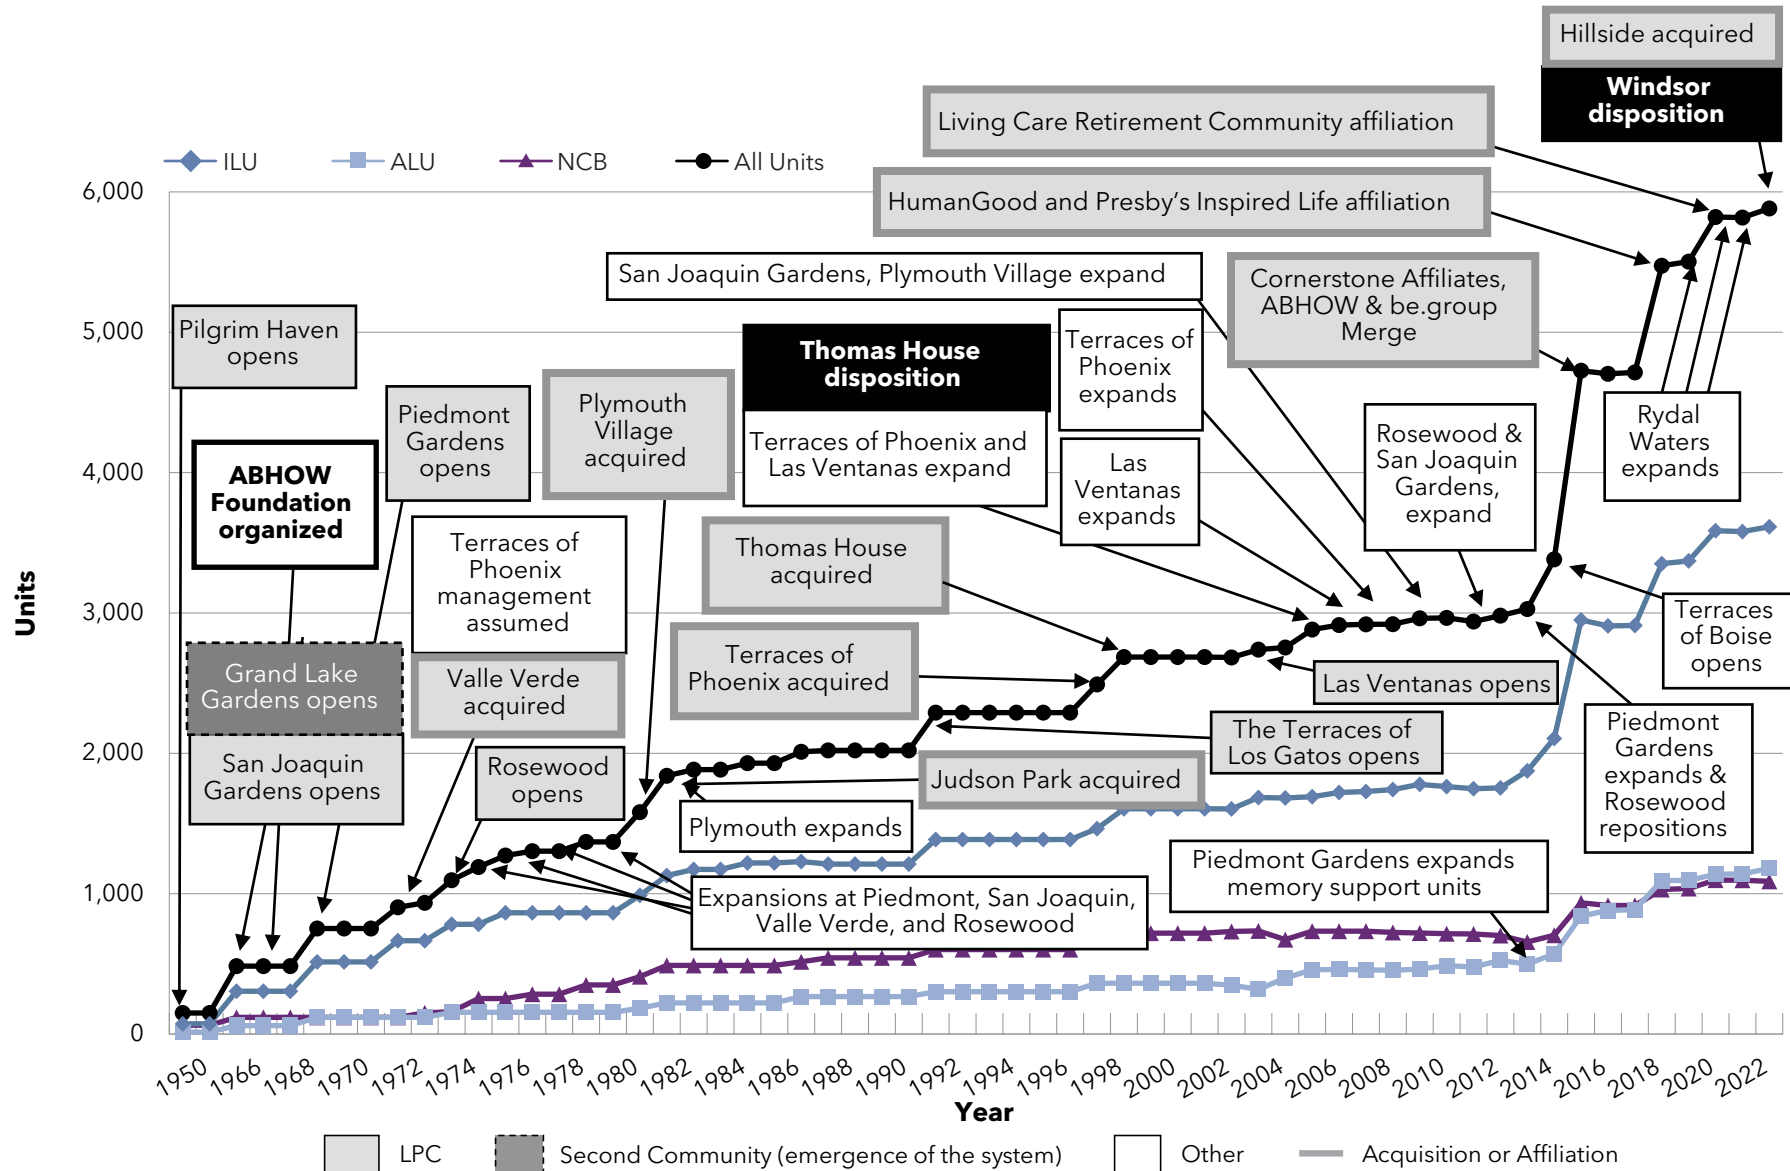 Hillside acquired
Windsor
disposition
Living Care Retirement Community affiliation
ILU
ALU
NCB
All Units
HumanGood and Presby's Inspired Life affiliation
San Joaquin Gardens, Plymouth Village expand
Cornerstone Affiliates,
ABHOW & be.group
Merge
Pilgrim Haven
opens
Thomas House
disposition
Terraces of
Phoenix
expands
Piedmont
Gardens
opens
Plymouth
Village
acquired
Terraces of Phoenix and
Las Ventanas expand
Las
Ventanas
expands
Rosewood &
San Joaquin
Gardens,
expand
Rydal
Waters
expands
ABHOW
Foundation
organized
Terraces of
Phoenix
management
assumed
Thomas House
acquired
Terraces
of Boise
opens
Grand Lake
Gardens opens
Valle Verde
acquired
Terraces of
Phoenix acquired
Las Ventanas opens
San Joaquin
Gardens opens
Rosewood
opens
The Terraces of
Los Gatos opens
Judson Park acquired
Piedmont
Gardens
expands &
Rosewood
repositions
Plymouth expands
Piedmont Gardens expands
memory support units
Expansions at Piedmont, San Joaquin,
Valle Verde, and Rosewood
Units
6,000
5,000
4,000
3,000
2,000
1,000
0
1950 1966 1968 1970 1972 1974 1976 1978 1980 1982 1984 1986 1988 1990 1992 1994 1996 1998 2000 2002 2004 2006 2008 2010 2012 2014 2016 2018 2020 2022
Year
LPC
Second Community (emergence of the system)
Other
Acquisition or Affiliation